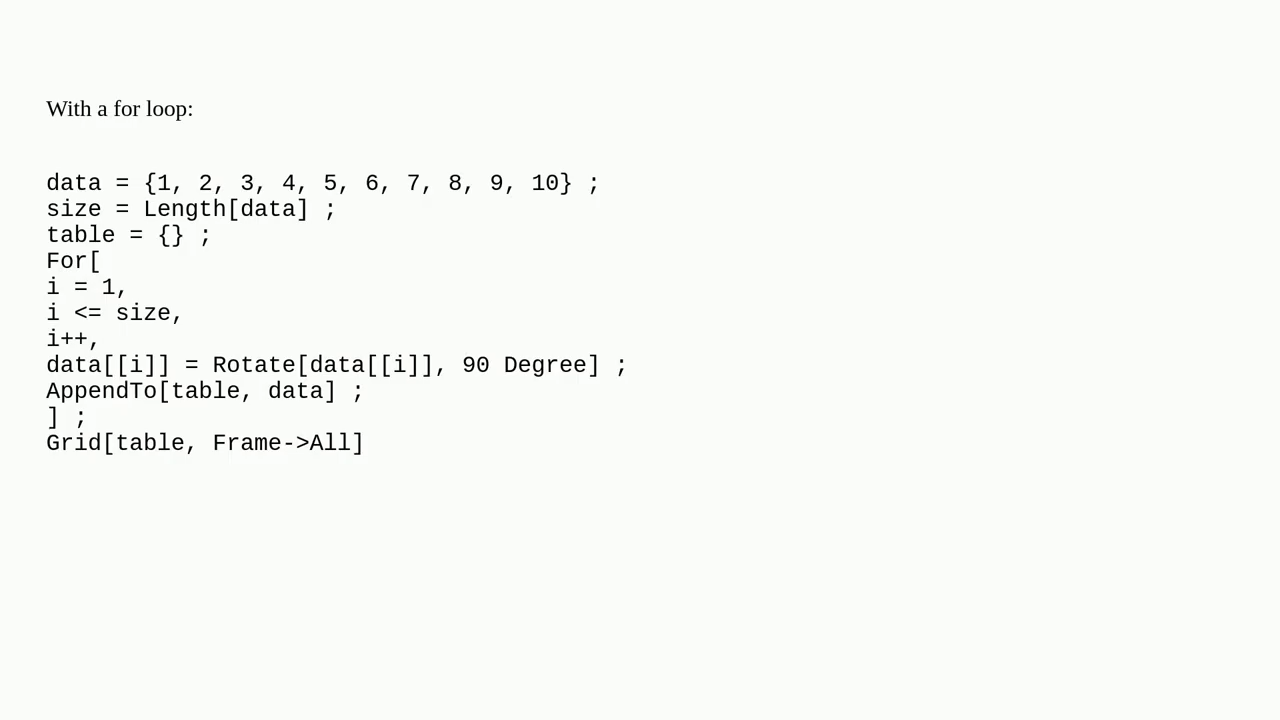 With a for loop:
data = {1, 2, 3, 4, 5, 6, 7, 8, 9, 10} ;
size = Length[data] ;
table = {} ;
For[
i = 1,
i <= size,
i++,
data[[i]] = Rotate[data[[i]], 90 Degree] ;
AppendTo[table, data] ;
] ;
Grid[table, Frame->All]